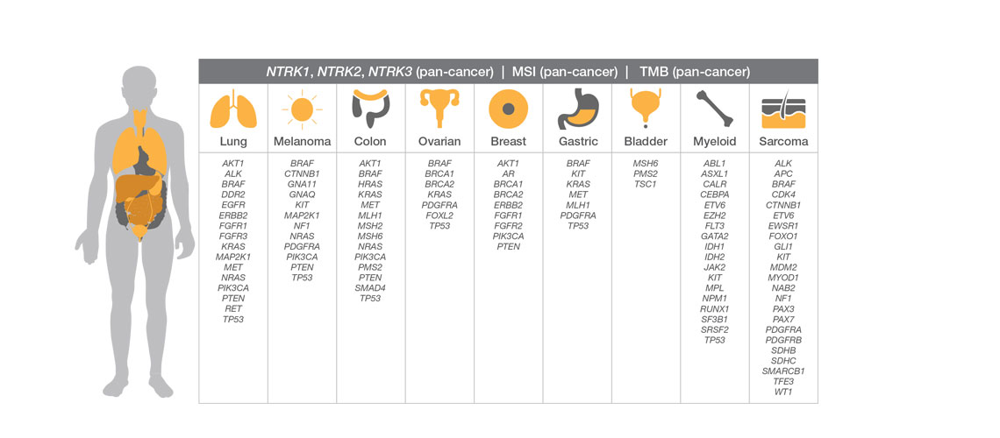 NTRK1, NTRK2, NTRK3 (pan-cancer) | MSI (pan-cancer) | TMB (pan-cancer)
Lung
AKT1
ALK
BRAF
DDR2
EGFR
ERBB2
FGFR1
FGFR3
KRAS
MAP2K1
MET
NRAS
PIK3CA
PTEN
RET
TP53
Melanoma
BRAF
CTNNB1
GNA11
GNAQ
KIT
MAP2K1
NF1
NRAS
PDGFRA
PIK3CA
PTEN
TP53
Colon
AKT1
BRAF
HRAS
KRAS
MET
MLH1
MSH2
MSH6
NRAS
PIK3CA
PMS2
PTEN
SMAD4
TP53
Ovarian
BRAF
BRCA1
BRCA2
KRAS
PDGFRA
FOXL2
TP53
Breast
AKT1
AR
BRCA1
BRCA2
ERBB2
FGFR1
FGFR2
PIK3CA
PTEN
Gastric
BRAF
KIT
KRAS
MET
MLH1
PDGFRA
TP53
Bladder
MSH6
PMS2
TSC1
Myeloid
ABL1
ASXL1
CALR
CEBPA
ETV6
EZH2
FLT3
GATA2
IDH1
IDH2
JAK2
KIT
MPL
NPM1
RUNX1
SF3B1
SRSF2
TP53
Sarcoma
ALK
APC
BRAF
CDK4
CTNNB1
ETV6
EWSR1
FOXO1
GLI1
KIT
MDM2
MYOD1
NAB2
NF1
PAX3
PAX7
PDGFRA
PDGFRB
SDHB
SDHC
SMARCB1
TFE3
WT1